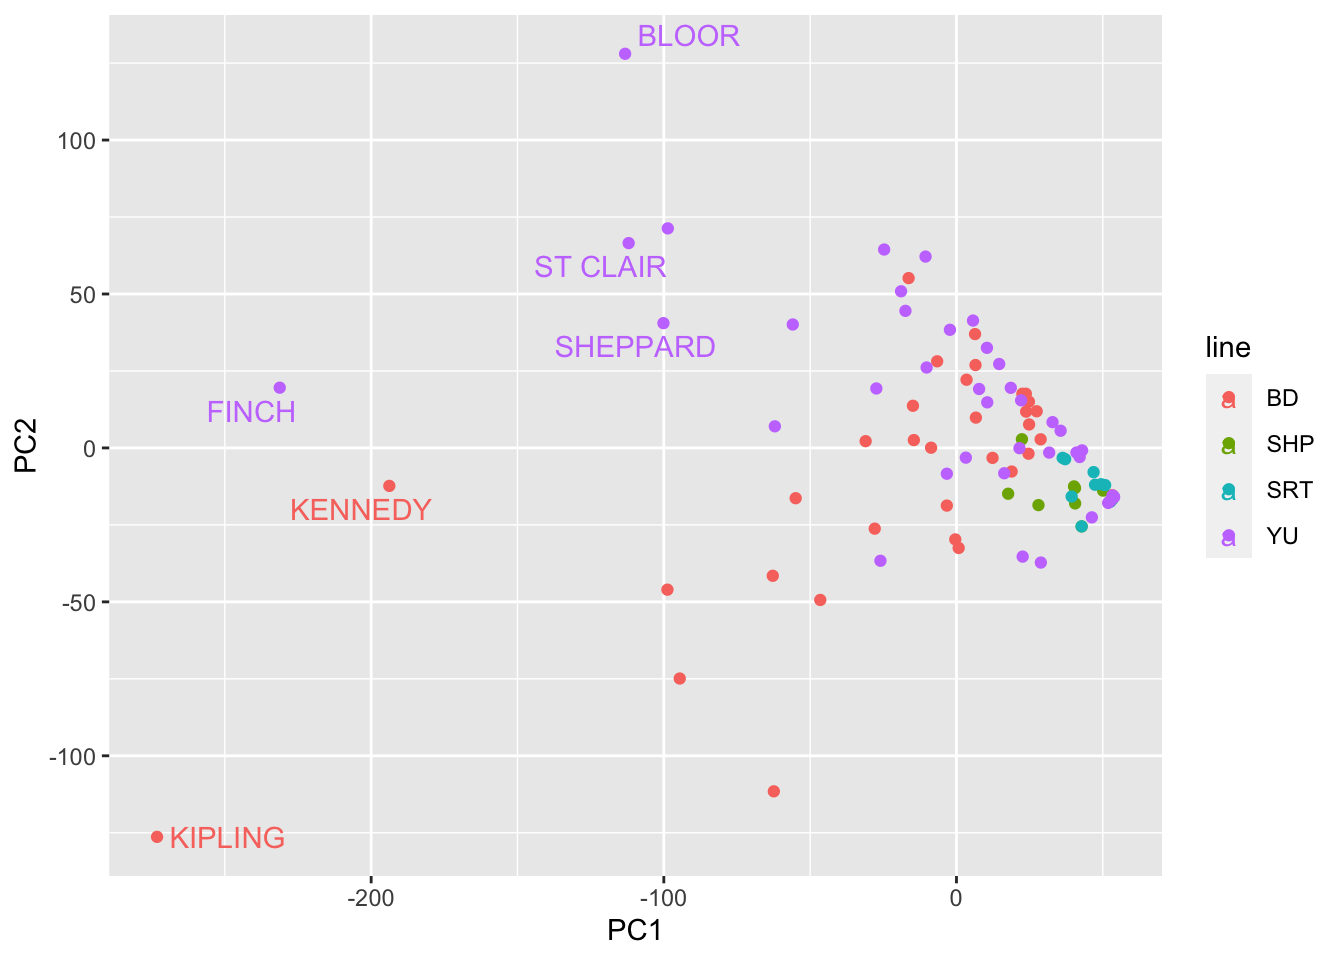 BLOOR
100
ST CLAIR
50
SHEPPARD
FINCH
0
KENNEDY
-50
-100
KIPLING
-200
-100
0
PC1
PC2
line
a BD
a SHP
a SRT
a YU